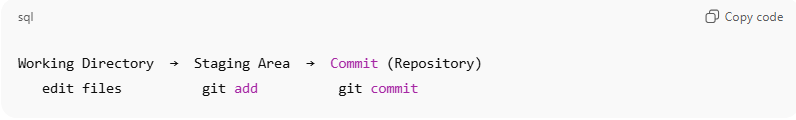 sql
Copy code
Working Directory → Staging Area → Commit (Repository)
edit files git add git commit